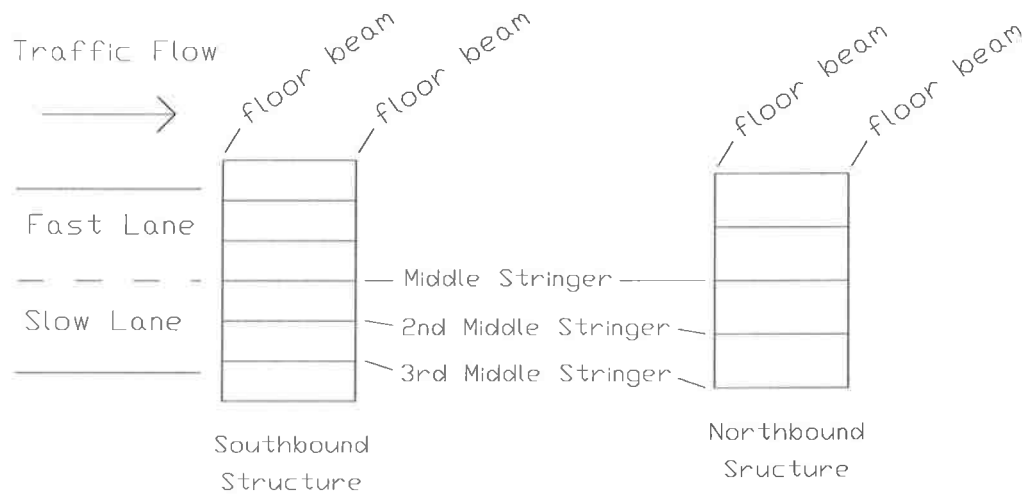 Traffic Flow
floor beam
floor beam
floor beam
floor beam
Fast Lane
Slow Lane
Middle Stringer
2nd Middle Stringer
3rd Middle Stringer
Southbound
Structure
Northbound
Sructure